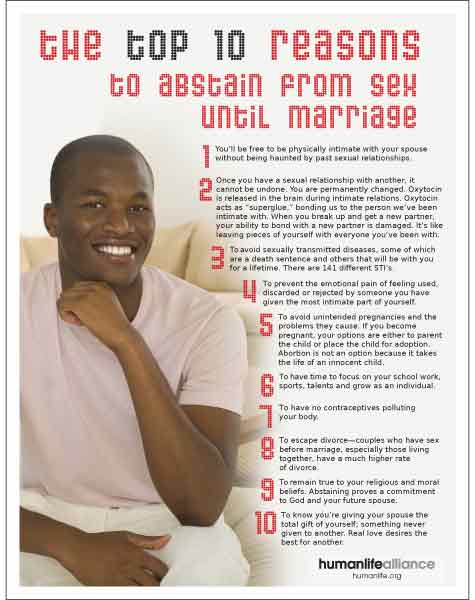 the top 10 reasons
to abstain from sex
until marriage
1 You'll be free to be physically intimate with your spouse
without being haunted by past sexual relationships.
2 Once you have a sexual relationship with another, it
cannot be undone. You are permanently changed. Oxytocin
is released in the brain during intimate relations. Oxytocin
acts as "superglue," bonding us to the person we've been
intimate with. When you break up and get a new partner,
your ability to bond with a new partner is damaged. It's like
leaving pieces of yourself with everyone you've been with.
3 To avoid sexually transmitted diseases, some of which
are a death sentence and others that will be with you
for a lifetime. There are 141 different STI's.
4 To prevent the emotional pain of feeling used,
discarded or rejected by someone you have
given the most intimate part of yourself.
5 To avoid unintended pregnancies and the
problems they cause. If you become
pregnant, your options are either to parent
the child or place the child for adoption.
Abortion is not an option because it takes
the life of an innocent child.
6 To have time to focus on your school work,
sports, talents and grow as an individual.
7 To have no contraceptives polluting
your body.
8 To escape divorce—couples who have sex
before marriage, especially those living
together, have a much higher rate
of divorce.
9 To remain true to your religious and moral
beliefs. Abstaining proves a commitment
to God and your future spouse.
10 To know you're giving your spouse the
total gift of yourself; something never
given to another. Real love desires the
best for another.
humanlifealliance
humanlife.org